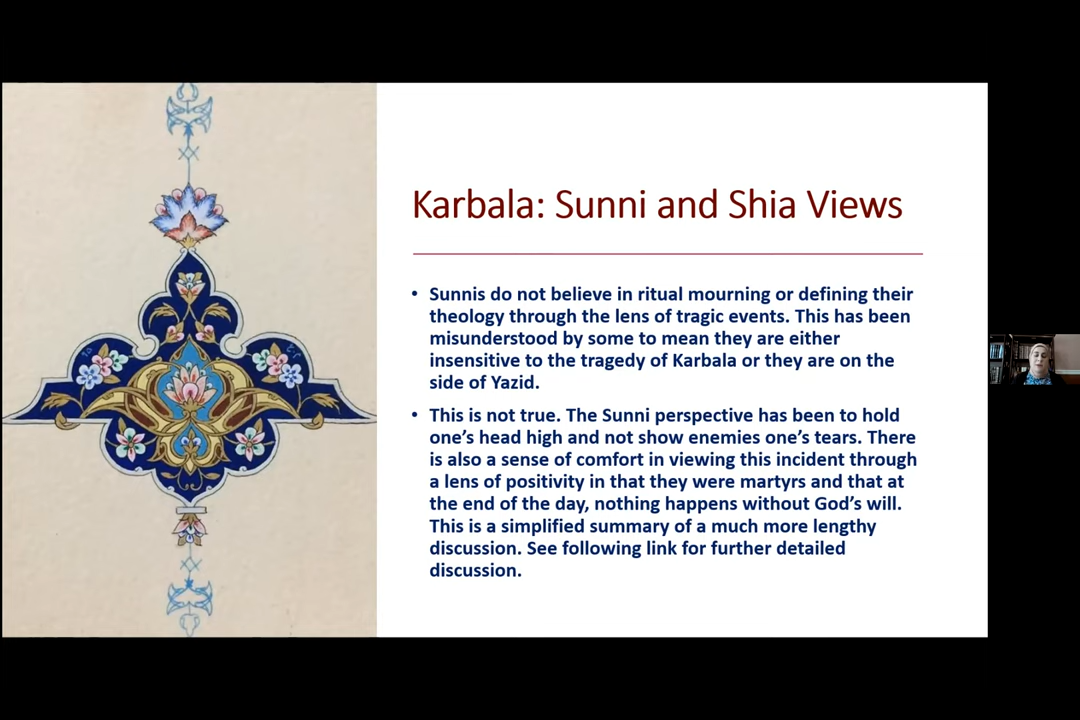 Karbala: Sunni and Shia Views
• Sunnis do not believe in ritual mourning or defining their
theology through the lens of tragic events. This has been
misunderstood by some to mean they are either
insensitive to the tragedy of Karbala or they are on the
side of Yazid.
• This is not true. The Sunni perspective has been to hold
one’s head high and not show enemies one’s tears. There
is also a sense of comfort in viewing this incident through
a lens of positivity in that they were martyrs and that at
the end of the day, nothing happens without God’s will.
This is a simplified summary of a much more lengthy
discussion. See following link for further detailed
discussion.